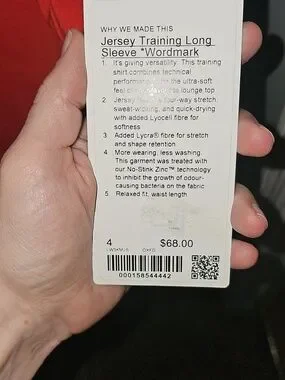 WHY WE MADE THIS
Jersey Training Long
Sleeve *Wordmark
1 It's giving versatility. This training
shirt combines technical
performance the ultra-soft
feel lounge top
2 Jersey four-way stretch,
sweat-wicking, and quick-drying
with added Lyocell fibre for
softness
3 Added Lycra® fibre for stretch
and shape retention
4 More wearing, less washing.
This garment was treated with
our No-Stink Zinc™ technology
to inhibit the growth of odour-
causing bacteria on the fabric
5 Relaxed fit, waist length
4 $68.00
000158544442